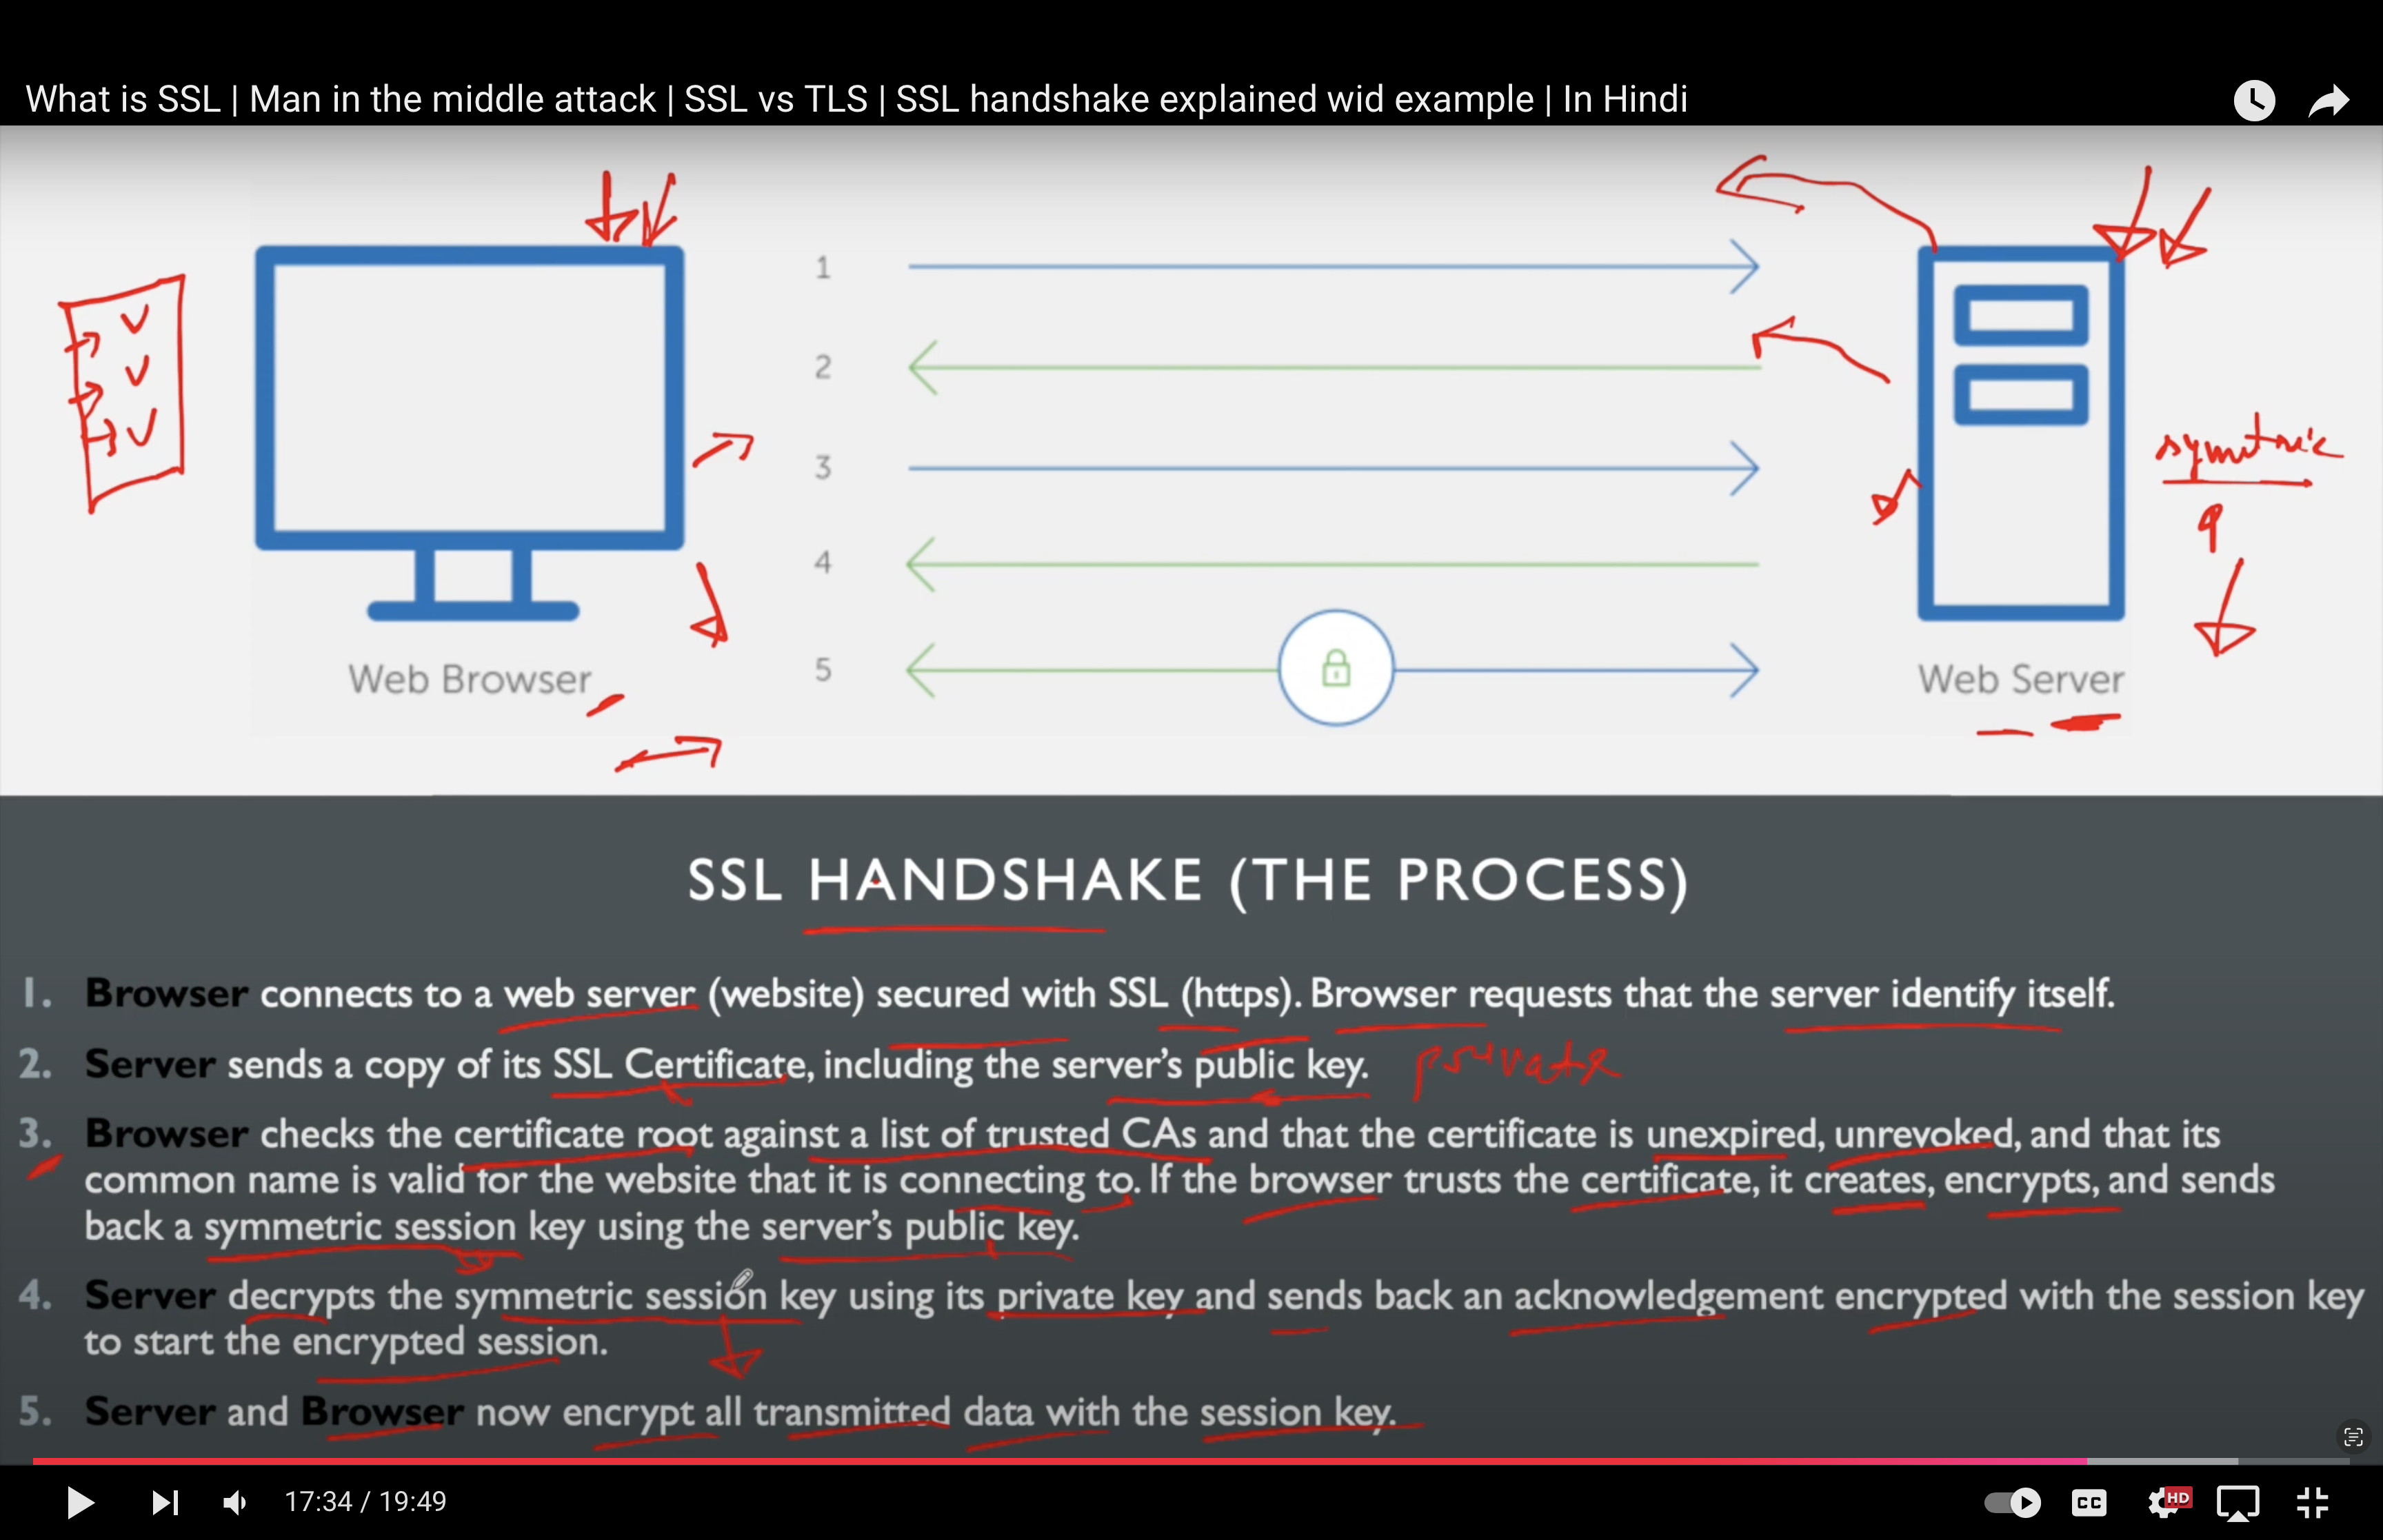 What is SSL | Man in the middle attack | SSL vs TLS | SSL handshake explained wid example | In Hindi
1
2
3
4
5
symmtric
Web Browser
Web Server
SSL HANDSHAKE (THE PROCESS)
1. Browser connects to a web server (website) secured with SSL (https). Browser requests that the server identify itself.
2. Server sends a copy of its SSL Certificate, including the server's public key. private
3. Browser checks the certificate root against a list of trusted CAs and that the certificate is unexpired, unrevoked, and that its
common name is valid for the website that it is connecting to. If the browser trusts the certificate, it creates, encrypts, and sends
back a symmetric session key using the server's public key.
4. Server decrypts the symmetric session key using its private key and sends back an acknowledgement encrypted with the session key
to start the encrypted session.
5. Server and Browser now encrypt all transmitted data with the session key.
17:34 / 19:49
CC
HD